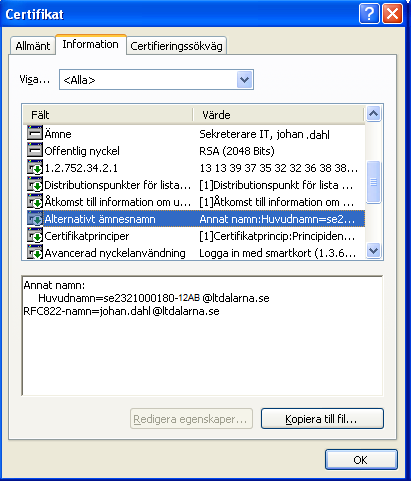 Certifikat
Allmänt Information Certifieringssökväg
Visa... <Alla>
Fält Värde
Ämne Sekreterare IT, johan .dahl
Offentlig nyckel RSA (2048 Bits)
1.2.752.34.2.1 13 13 39 37 35 32 32 36 38 38...
Distributionspunkter för lista... [1]Distributionspunkt för lista ...
Åtkomst till information om u... [1]Åtkomst till information o...
Alternativt ämnesnamn Annat namn:Huvudnamn=se2...
Certifikatprinciper [1]Certifikatprincip:Principiden...
Avancerad nyckelanvändning Logga in med smartkort (1.3.6...
Annat namn:
Huvudnamn=se2321000180-12AB @ltdalarna.se
RFC822-namn=johan.dahl @ltdalarna.se
Redigera egenskaper... Kopiera till fil...
OK